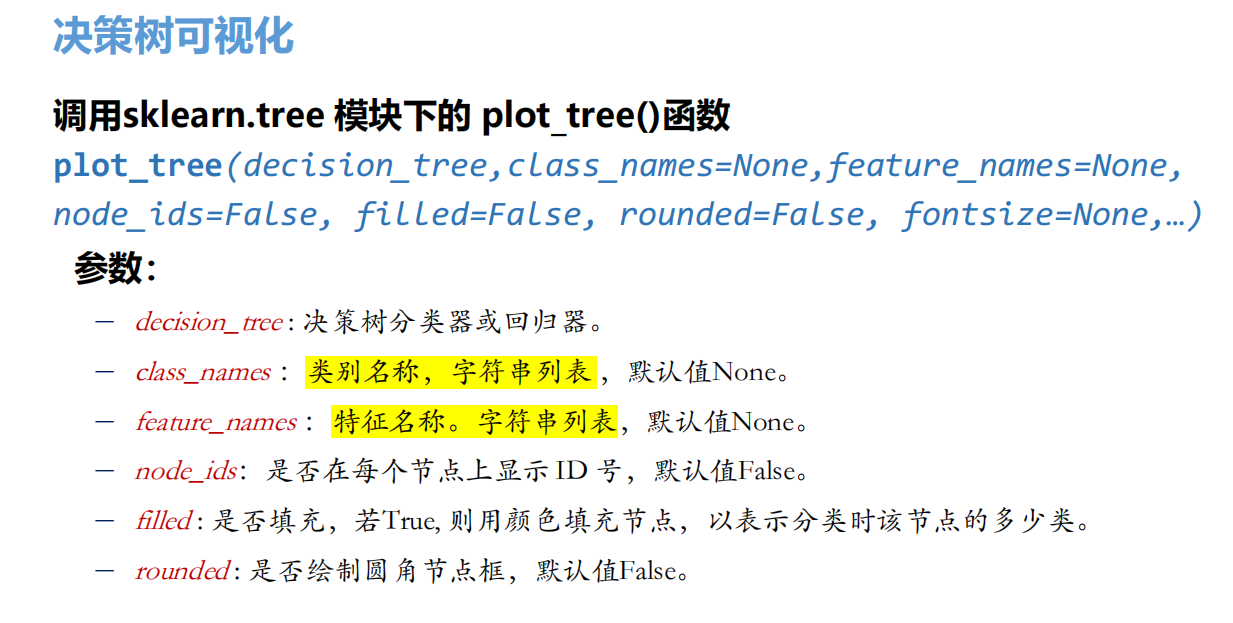 决策树可视化
调用sklearn.tree 模块下的 plot_tree()函数
plot_tree(decision_tree,class_names=None,feature_names=None,
node_ids=False, filled=False, rounded=False, fontsize=None,…)
参数：
– decision_tree : 决策树分类器或回归器。
– class_names ： 类别名称，字符串列表，默认值None。
– feature_names ： 特征名称。字符串列表，默认值None。
– node_ids： 是否在每个节点上显示 ID 号，默认值False。
– filled : 是否填充，若True, 则用颜色填充节点，以表示分类时该节点的多少类。
– rounded : 是否绘制圆角节点框，默认值False。